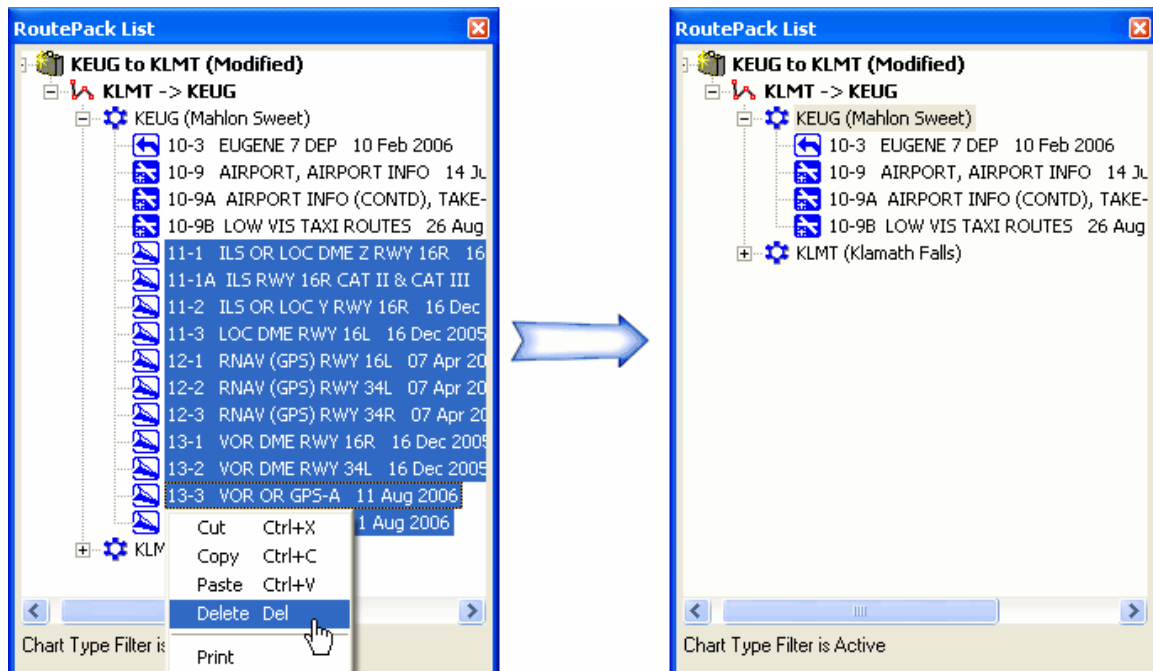 RoutePack List
KEUG to KLMT (Modified)
KLMT -> KEUG
KEUG (Mahlon Sweet)
10-3 EUGENE 7 DEP 10 Feb 2006
10-9 AIRPORT, AIRPORT INFO 14
10-9A AIRPORT INFO (CONTD), TAKE-
10-9B LOW VIS TAXI ROUTES 26 Aug
11-1 ILS OR LOC DME Z RWY 16R 16
11-1A ILS RWY 16R CAT II & CAT III
11-2 ILS OR LOC Y RWY 16R 16 Dec
11-3 LOC DME RWY 16L 16 Dec 2005
12-1 RNAV (GPS) RWY 16L 07 Apr 20
12-2 RNAV (GPS) RWY 34L 07 Apr 20
12-3 RNAV (GPS) RWY 34R 07 Apr 20
13-1 VOR DME RWY 16R 16 Dec 2005
13-2 VOR DME RWY 34L 16 Dec 2005
13-3 VOR OR GPS-A 11 Aug 2006
1 Aug 2006
KLM
Cut Ctrl+X
Copy Ctrl+C
Paste Ctrl+V
Delete Del
Print
Chart Type Filter is
RoutePack List
KEUG to KLMT (Modified)
KLMT -> KEUG
KEUG (Mahlon Sweet)
10-3 EUGENE 7 DEP 10 Feb 2006
10-9 AIRPORT, AIRPORT INFO 14
10-9A AIRPORT INFO (CONTD), TAKE-
10-9B LOW VIS TAXI ROUTES 26 Aug
KLMT (Klamath Falls)
Chart Type Filter is Active